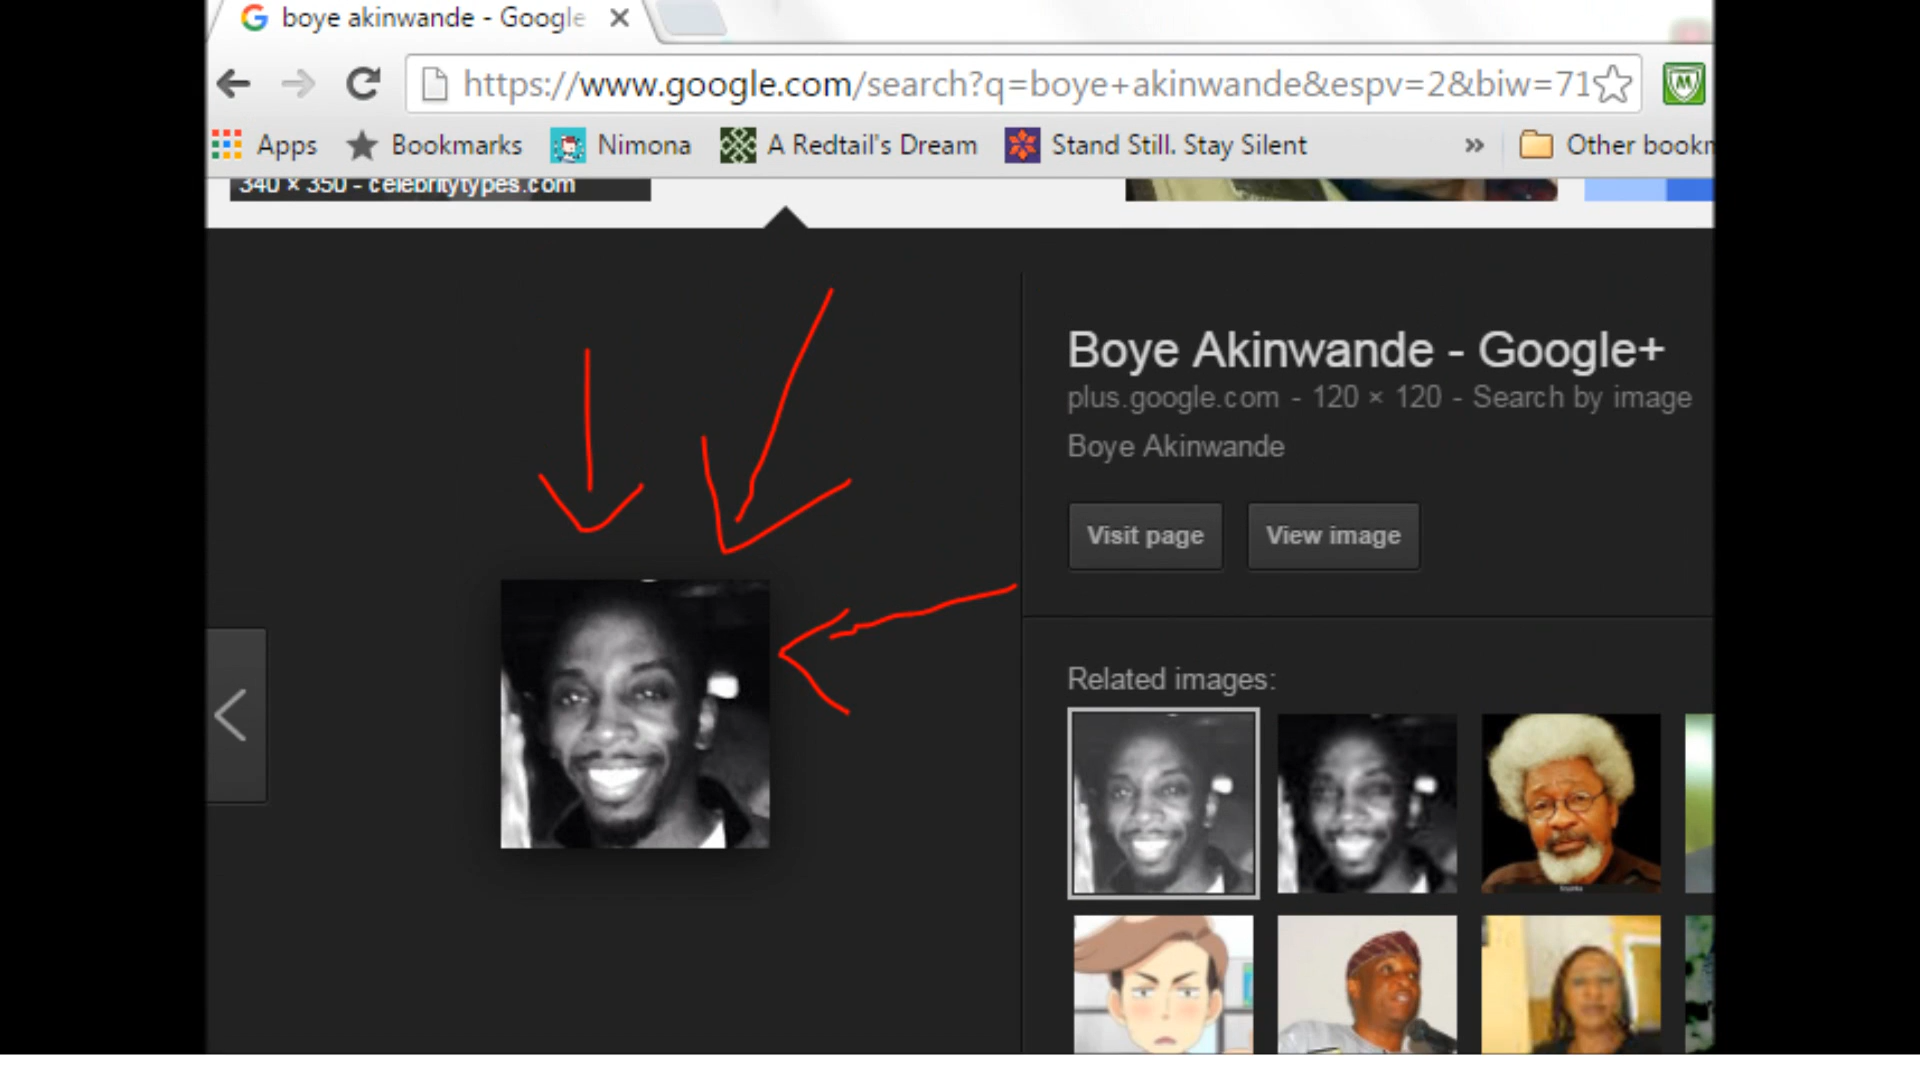 boye akinwande - Google
https://www.google.com/search?q=boye+akinwande&espv=2&biw=71
Apps Bookmarks Nimona A Redtail's Dream Stand Still. Stay Silent » Other bookm
340 × 350 - celebritytypes.com
Boye Akinwande - Google+
plus.google.com - 120 × 120 - Search by image
Boye Akinwande
Visit page View image
Related images: